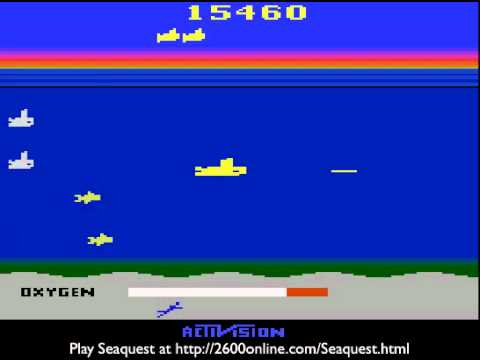 15460
OXYGEN
ACTIVISION
Play Seaquest at http://2600online.com/Seaquest.html